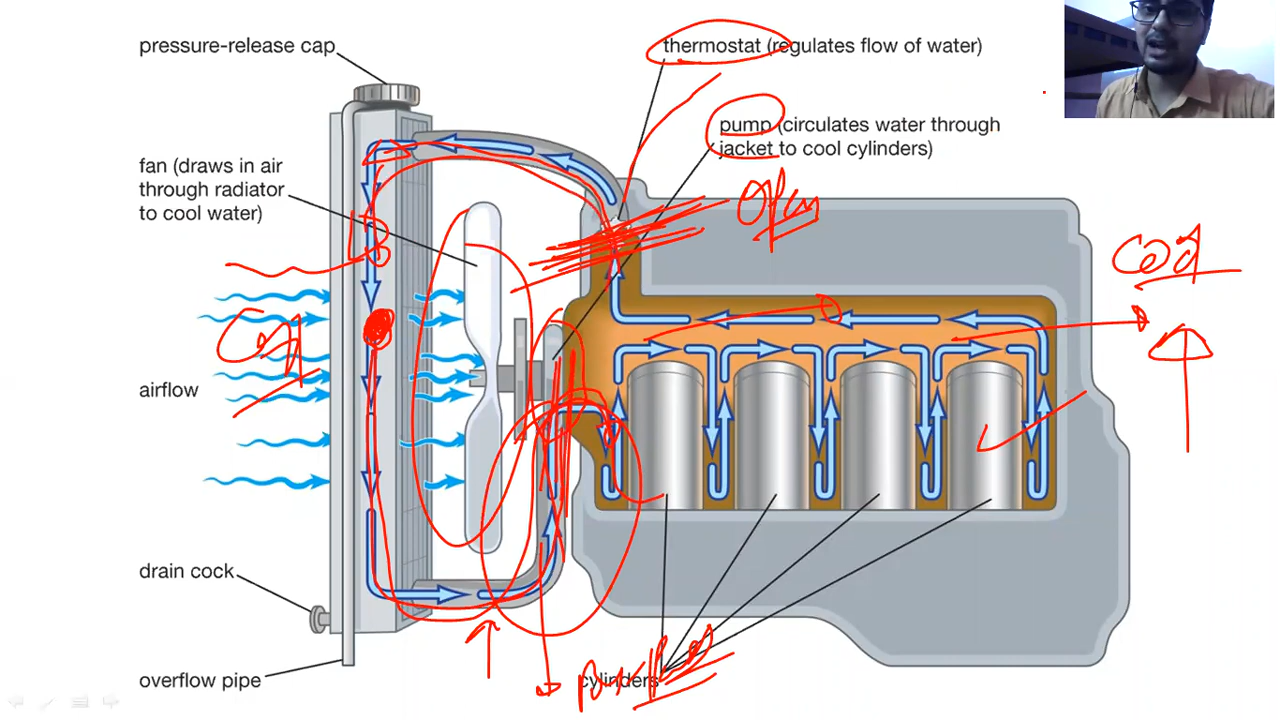 pressure-release cap
thermostat (regulates flow of water)
pump (circulates water through
jacket to cool cylinders)
fan (draws in air
through radiator
to cool water)
open
airflow
drain cock
overflow pipe
cylinders